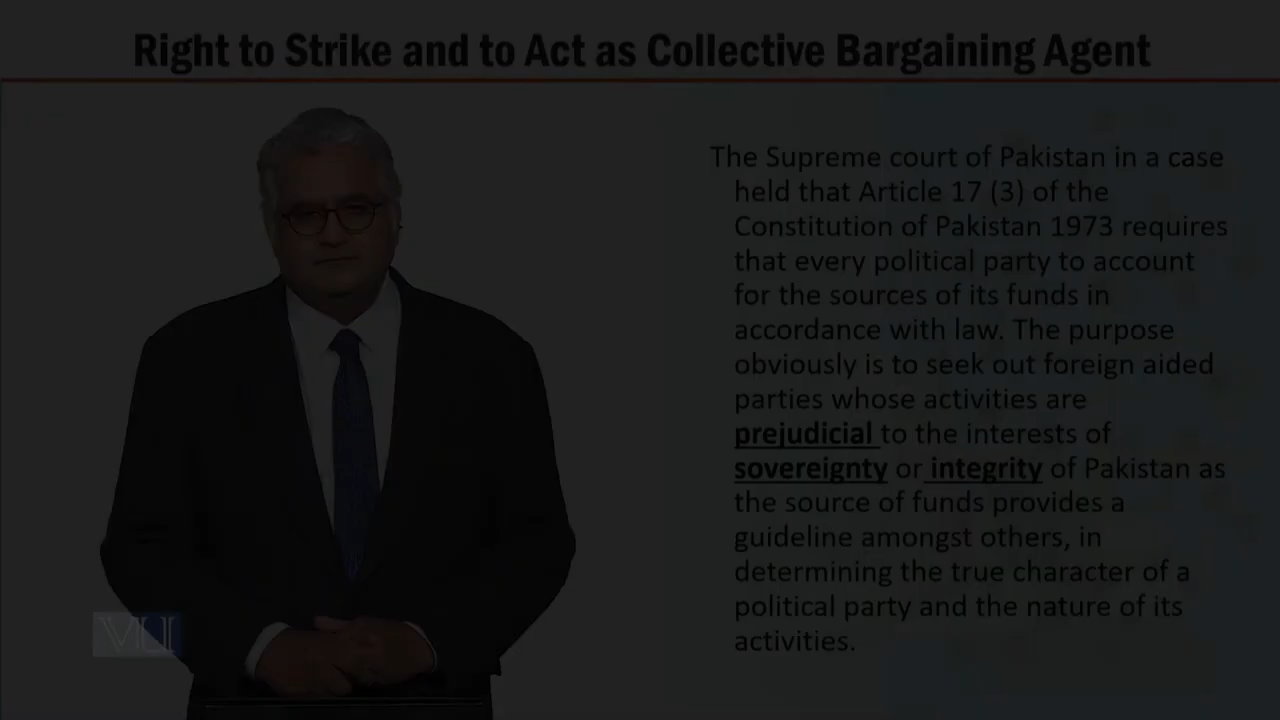 Right to Strike and to Act as Collective Bargaining Agent
The Supreme court of Pakistan in a case
held that Article 17 (3) of the
Constitution of Pakistan 1973 requires
that every political party to account
for the sources of its funds in
accordance with law. The purpose
obviously is to seek out foreign aided
parties whose activities are
prejudicial to the interests of
sovereignty or integrity of Pakistan as
the source of funds provides a
guideline amongst others, in
determining the true character of a
political party and the nature of its
activities.
VU